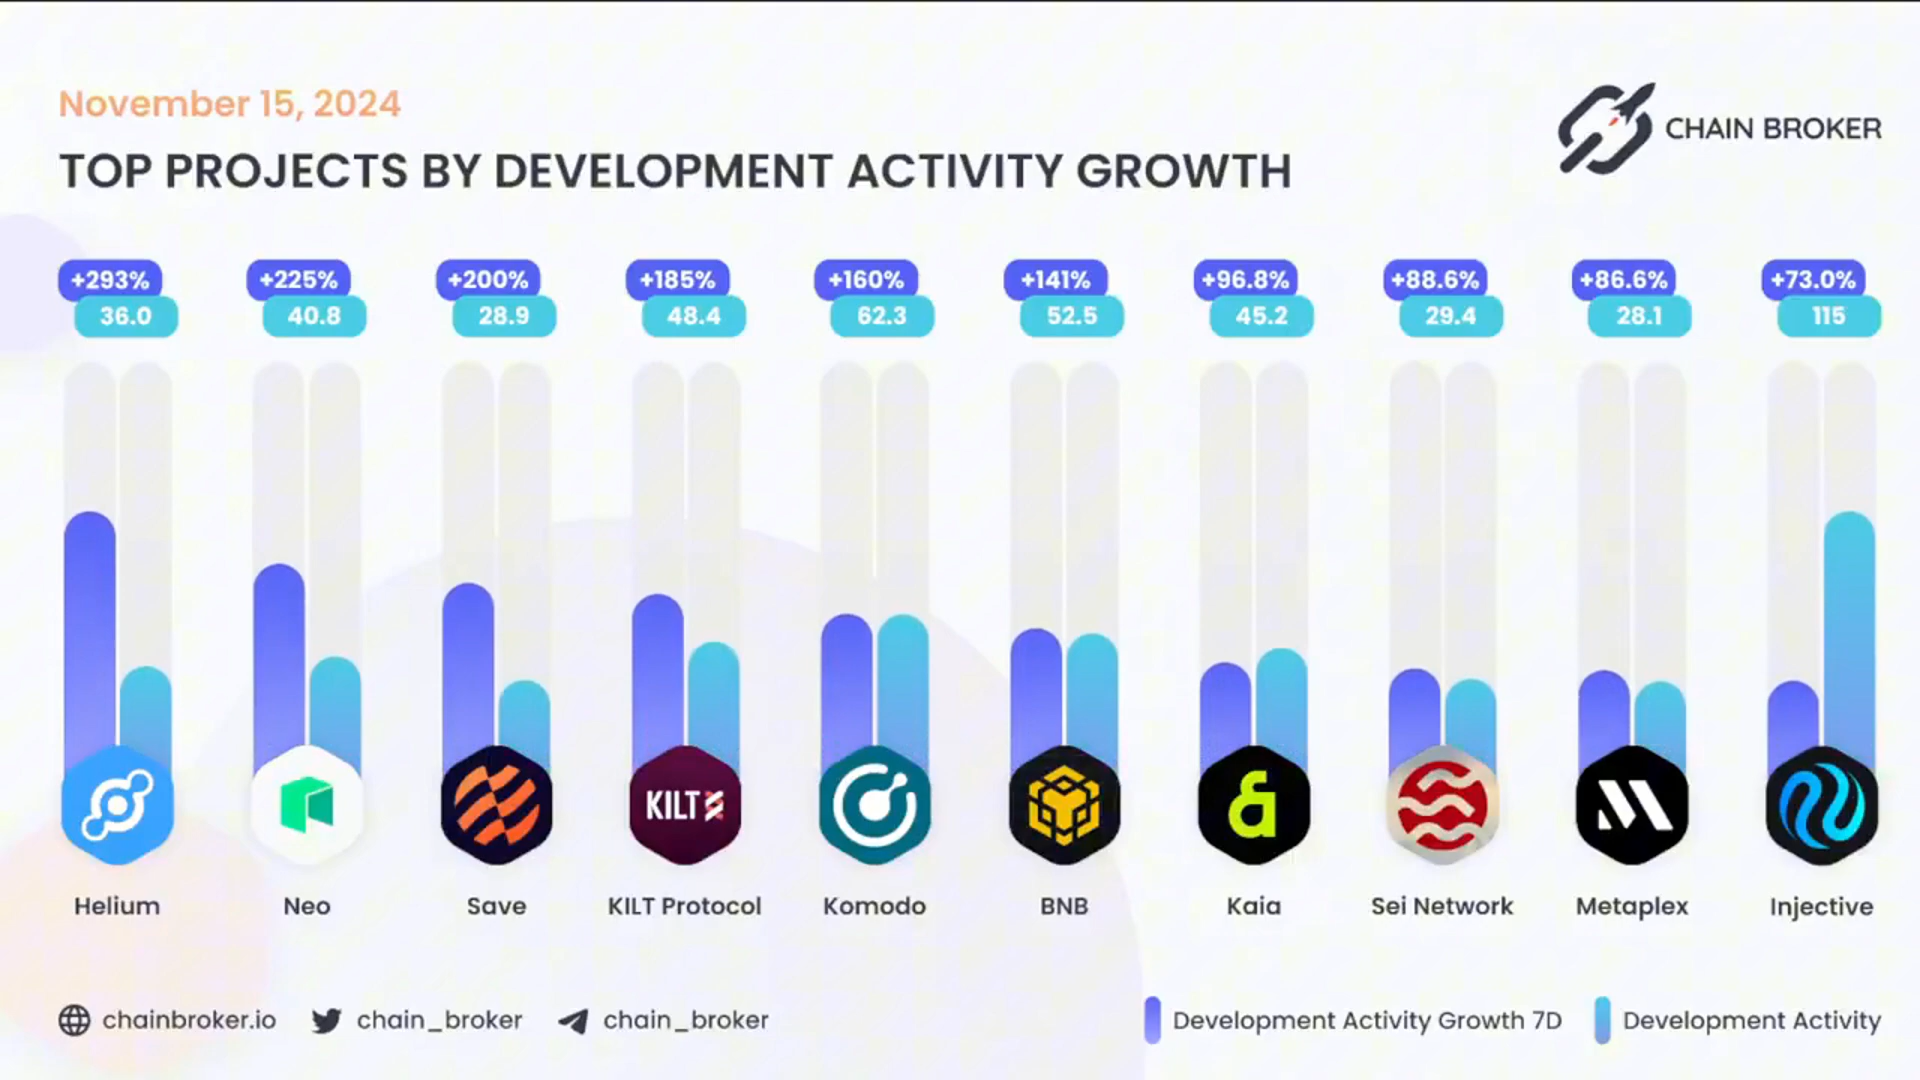 November 15, 2024
CHAIN BROKER
TOP PROJECTS BY DEVELOPMENT ACTIVITY GROWTH
+293% +225% +200% +185% +160% +141% +96.8% +88.6% +86.6% +73.0%
36.0 40.8 28.9 48.4 62.3 52.5 45.2 29.4 28.1 115
KILT
Helium Neo Save KILT Protocol Komodo BNB Kaia Sei Network Metaplex Injective
chainbroker.io chain_broker chain_broker Development Activity Growth 7D Development Activity